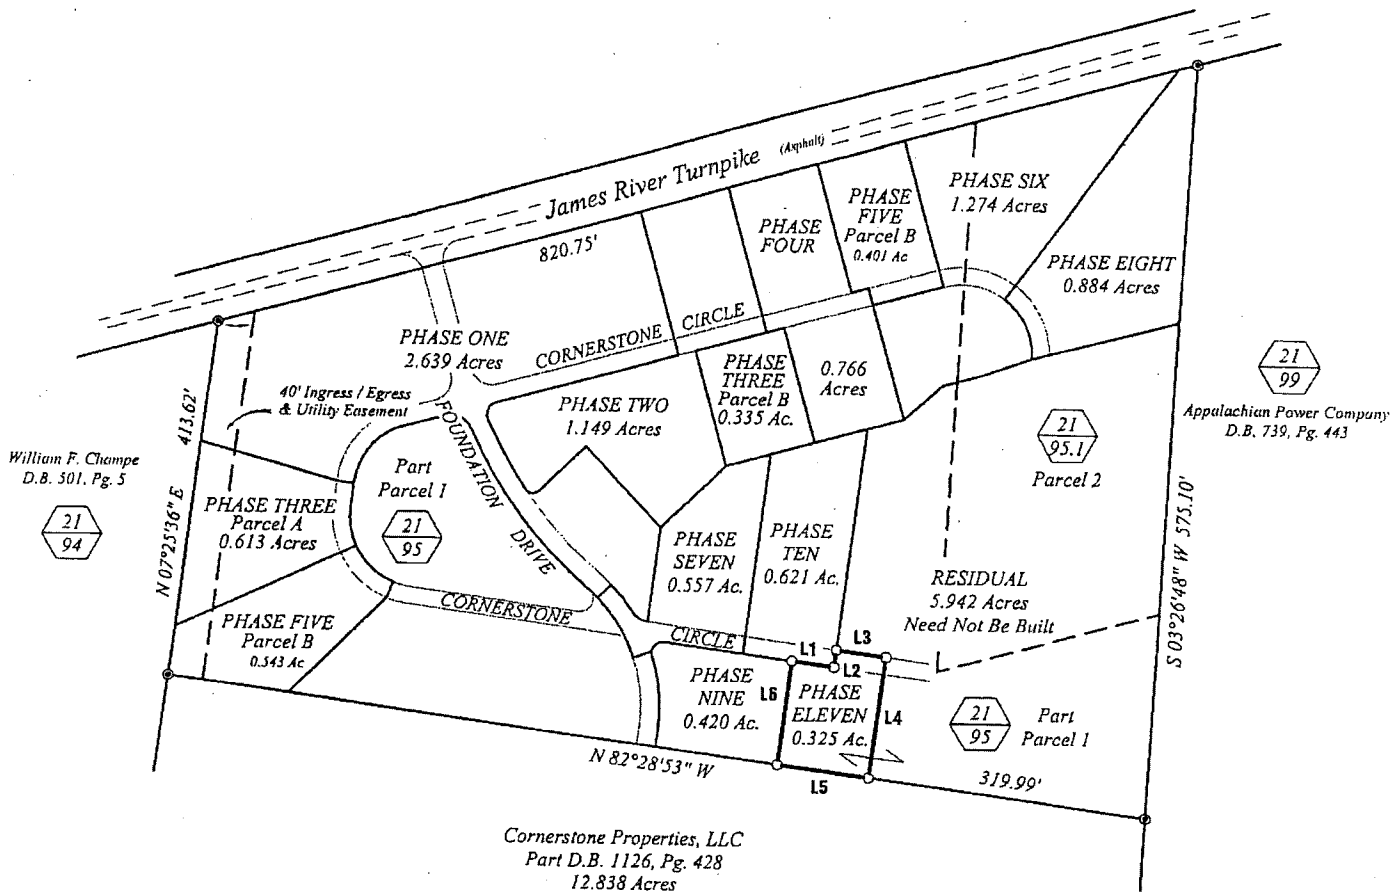 James River Turnpike
(Asphalt)
820.75'
PHASE SIX
1.274 Acres
PHASE
FIVE
Parcel B
0.401 Ac
PHASE
FOUR
PHASE EIGHT
0.884 Acres
PHASE ONE
2.639 Acres
CORNERSTONE CIRCLE
40' Ingress / Egress
& Utility Easement
413.62'
N 07°25'36" E
William F. Champe
D.B. 501, Pg. 5
21
94
PHASE TWO
1.149 Acres
PHASE
THREE
Parcel B
0.335 Ac.
0.766
Acres
21
95.1
Parcel 2
21
99
Appalachian Power Company
D.B. 739, Pg. 443
FOUNDATION DRIVE
Part
Parcel 1
21
95
PHASE THREE
Parcel A
0.613 Acres
PHASE FIVE
Parcel B
0.543 Ac
CORNERSTONE CIRCLE
PHASE
SEVEN
0.557 Ac.
PHASE
TEN
0.621 Ac.
RESIDUAL
5.942 Acres
Need Not Be Built
S 03°26'48" W 575.10'
L1
L2
L3
L4
L5
L6
PHASE
NINE
0.420 Ac.
PHASE
ELEVEN
0.325 Ac.
21
95
Part
Parcel 1
N 82°28'53" W
319.99'
Cornerstone Properties, LLC
Part D.B. 1126, Pg. 428
12.838 Acres